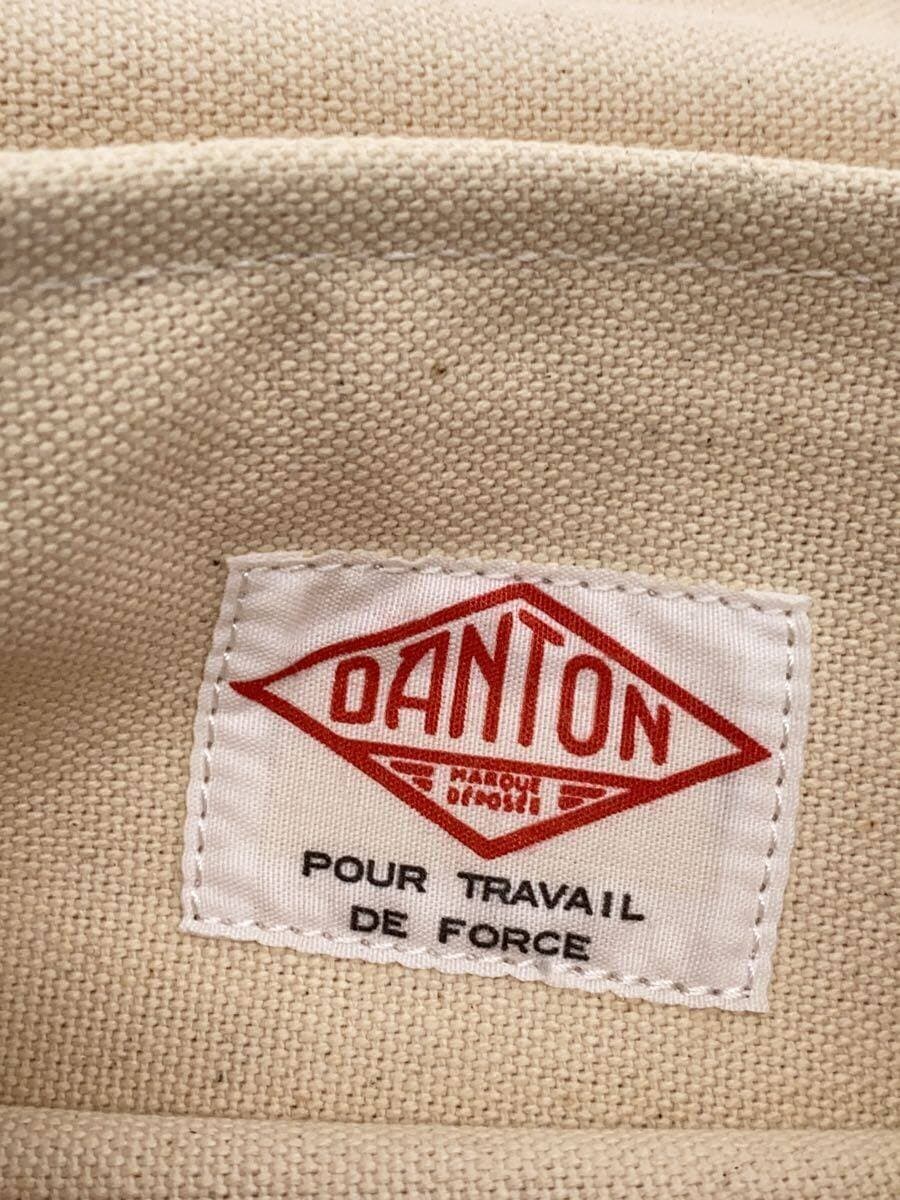 DANTON
MARQUE
DÉPOSÉE
POUR TRAVAIL
DE FORCE